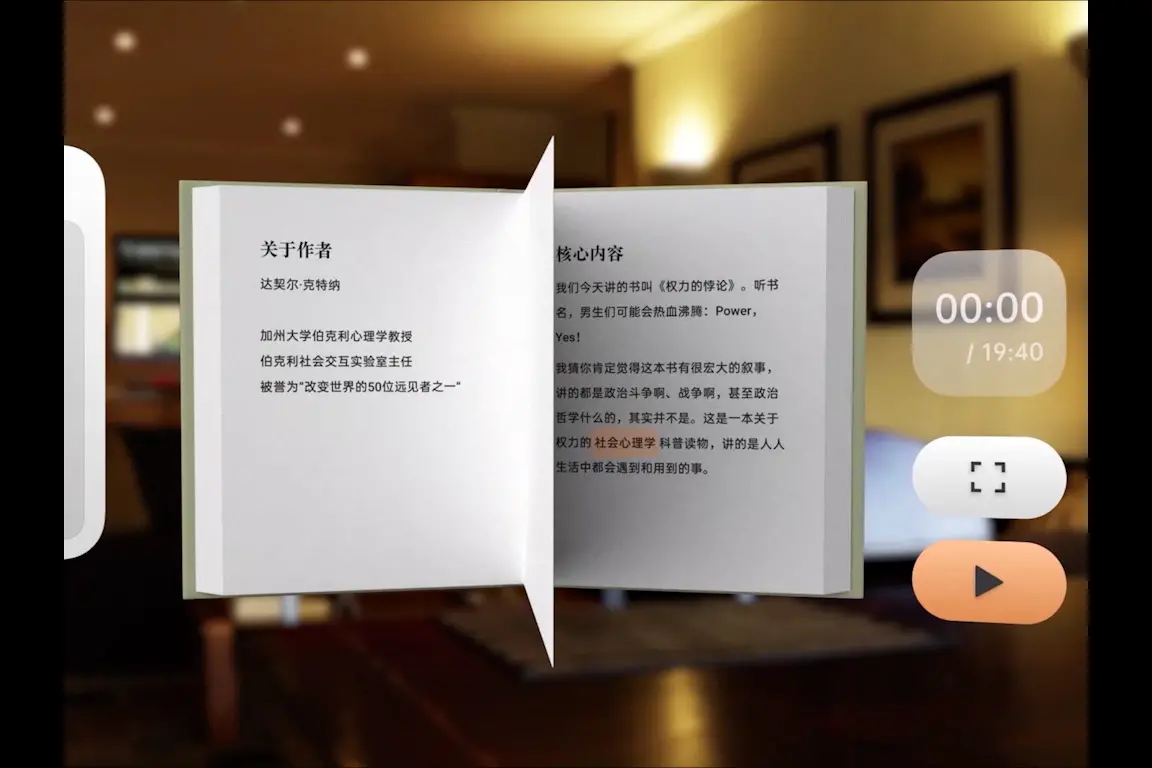 关于作者
达契尔·克特纳
加州大学伯克利心理学教授
伯克利社会交互实验室主任
被誉为“改变世界的50位远见者之一”
核心内容
我们今天讲的书叫《权力的悖论》。听书
名，男生们可能会热血沸腾：Power，
Yes！
我猜你肯定觉得这本书有很宏大的叙事，
讲的都是政治斗争啊、战争啊，甚至政治
哲学什么的，其实并不是。这是一本关于
权力的 社会心理学 科普读物，讲的是人人
生活中都会遇到和用到的事。
00:00
/ 19:40